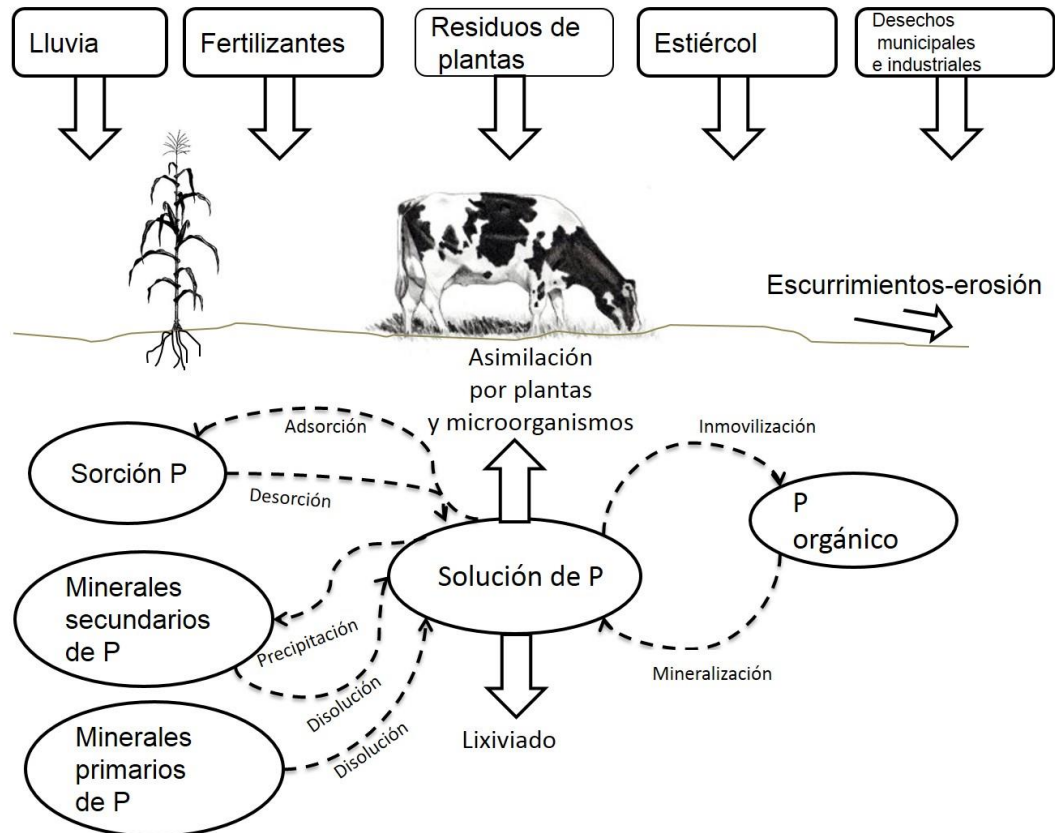 Lluvia
Fertilizantes
Residuos de
plantas
Estiércol
Desechos
municipales
e industriales
Escurrimientos-erosión
Asimilación
por plantas
y microorganismos
Adsorción
Inmovilización
Sorción P
Desorción
P
orgánico
Solución de P
Minerales
secundarios
de P
Precipitación
Disolución
Mineralización
Minerales
primarios
de P
Disolución
Lixiviado